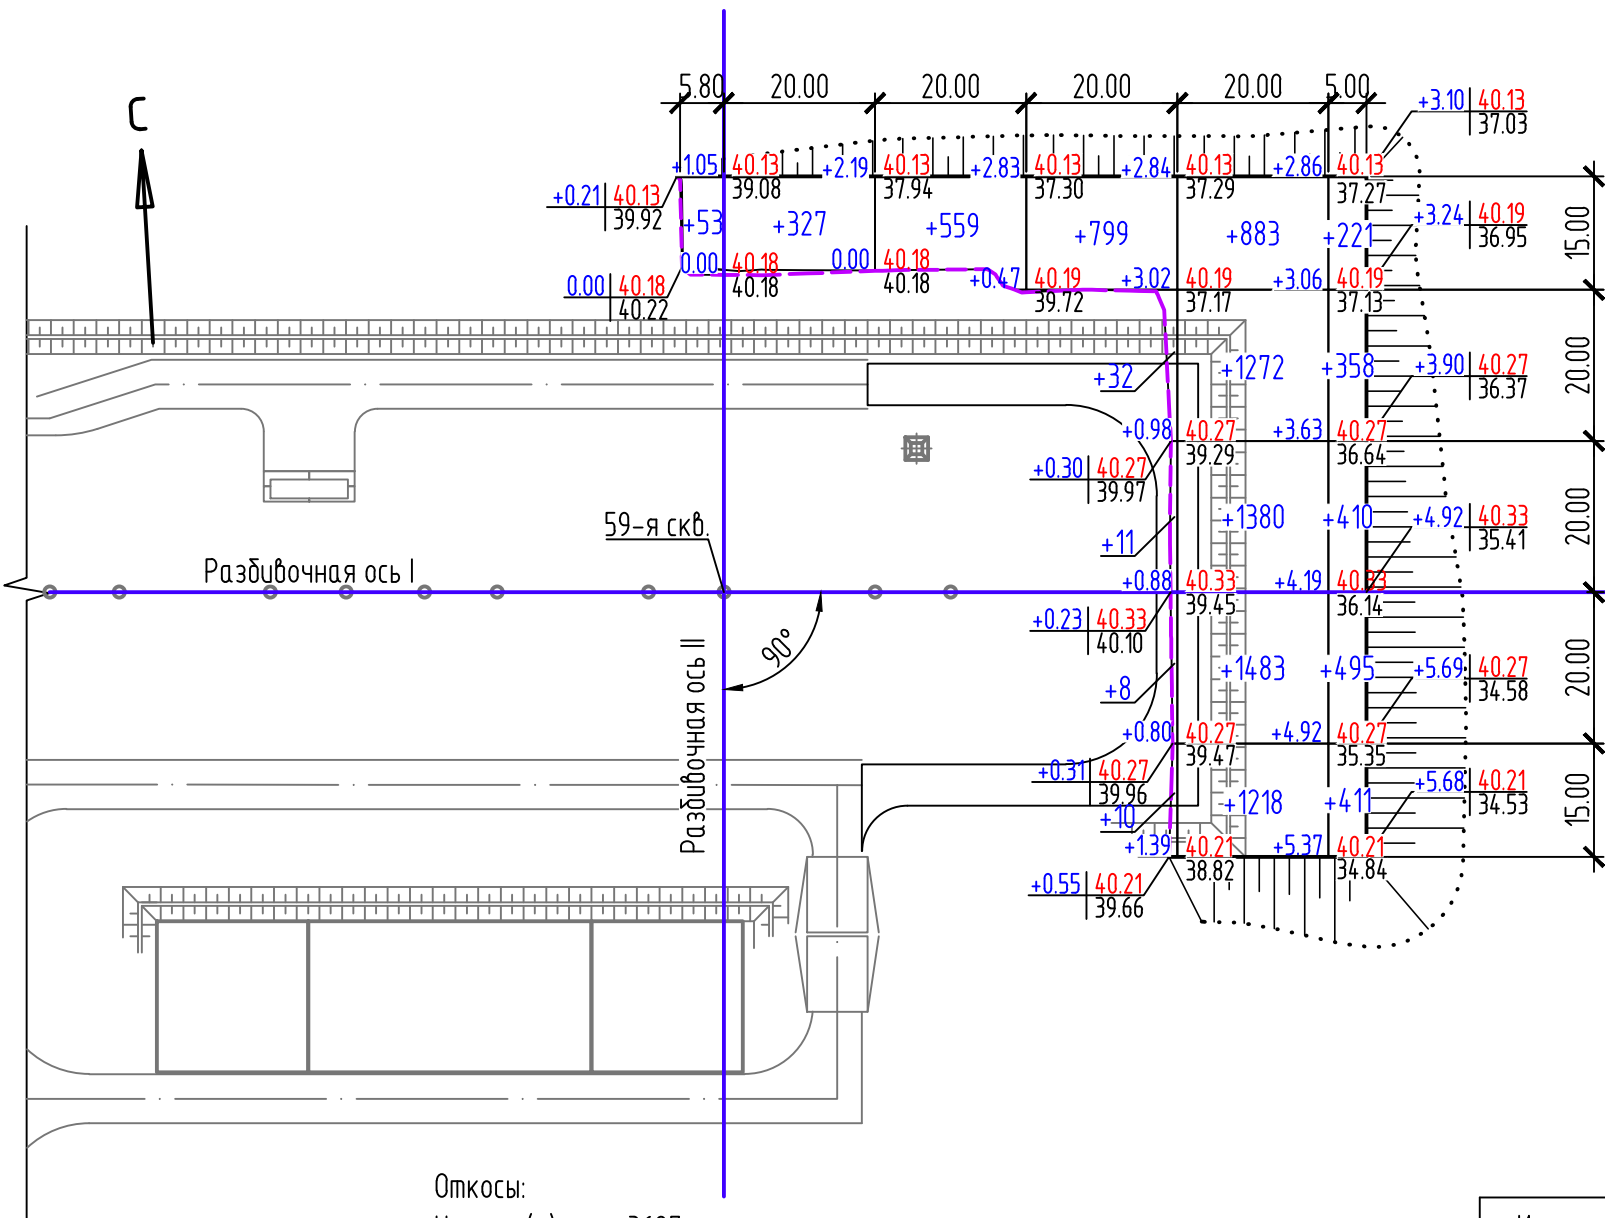 5.80 20.00 20.00 20.00 20.00 5.00
С
+3.10 40.13
37.03
+1.05 40.13 +2.19 40.13 +2.83 40.13 +2.84 40.13 +2.86 40.13
39.08 37.94 37.30 37.29 37.27
+0.21 40.13
39.92
+3.24 40.19
36.95
15.00
+53 +327 +559 +799 +883 +221
0.00 40.18 0.00 40.18 +0.47 40.19 +3.02 40.19 +3.06 40.19
40.18 40.18 39.72 37.17 37.13
0.00 40.18
40.22
+32 +1272 +358
+3.90 40.27
36.37
20.00
+0.98 40.27 +3.63 40.27
39.29 36.64
+0.30 40.27
39.97
59-я скв.
+11 +1380 +410
+4.92 40.33
35.41
20.00
Разбивочная ось I
+0.88 40.33 +4.19 40.33
39.45 36.14
+0.23 40.33
40.10
90°
Разбивочная ось II
+8 +1483 +495
+5.69 40.27
34.58
20.00
+0.80 40.27 +4.92 40.27
39.47 35.35
+0.31 40.27
39.96
+10 +1218 +411
+5.68 40.21
34.53
15.00
+1.39 40.21 +5.37 40.21
38.82 34.84
+0.55 40.21
39.66
Откосы: